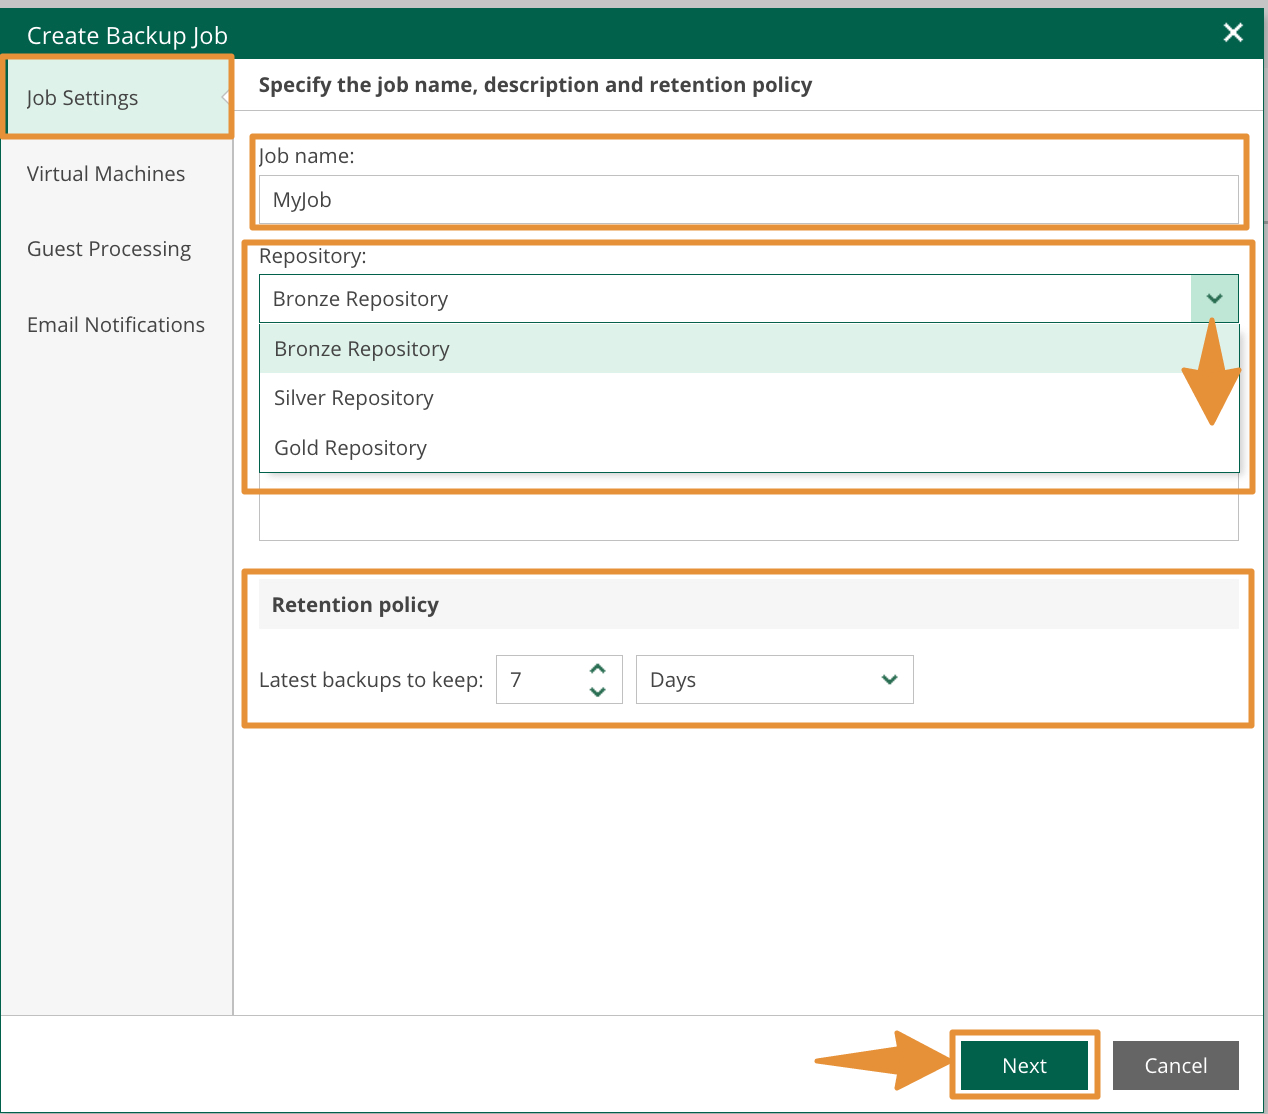 Create Backup Job
Job Settings
Virtual Machines
Guest Processing
Email Notifications
Specify the job name, description and retention policy
Job name:
MyJob
Repository:
Bronze Repository
Bronze Repository
Silver Repository
Gold Repository
Retention policy
Latest backups to keep: 7 Days
Next Cancel